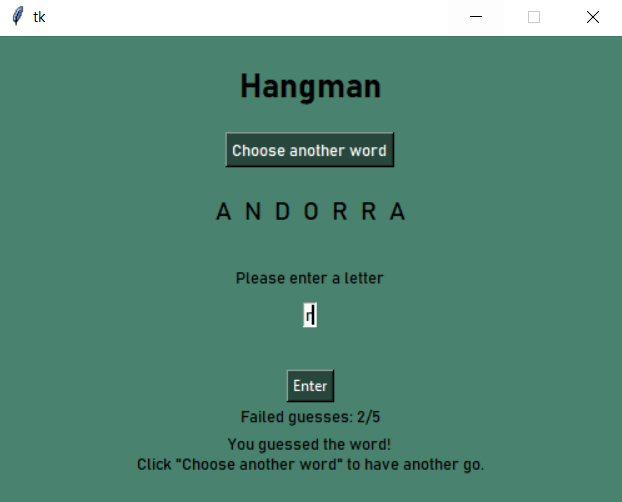 tk
Hangman
Choose another word
A N D O R R A
Please enter a letter
r
Enter
Failed guesses: 2/5
You guessed the word!
Click "Choose another word" to have another go.